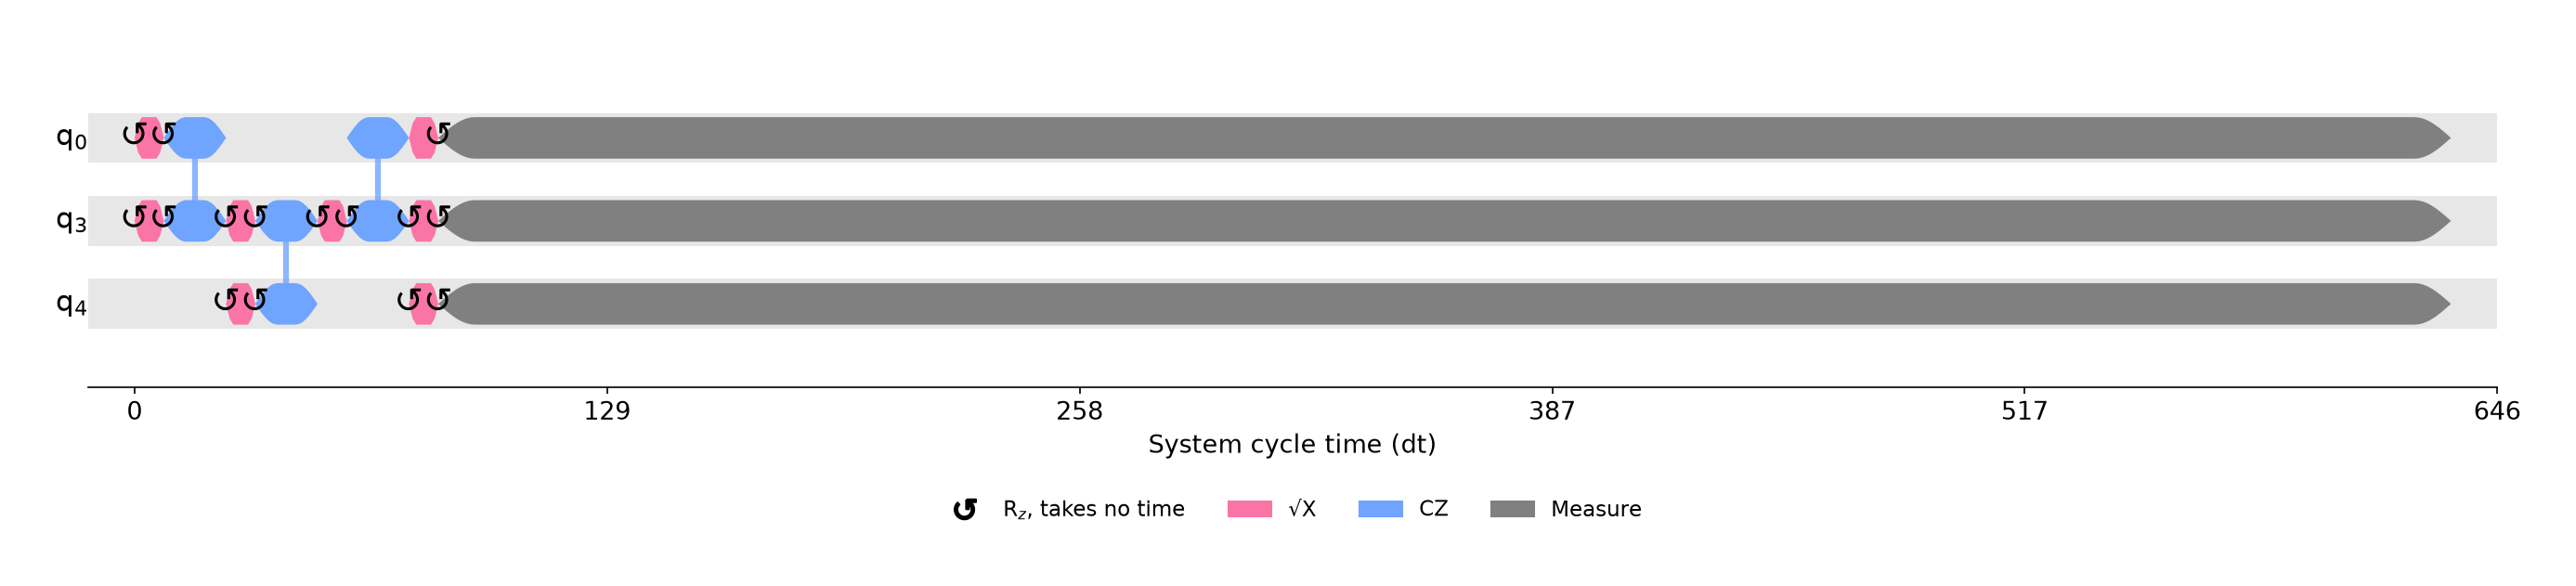 q0
q3
q4
0 129 258 387 517 646
System cycle time (dt)
Rz, takes no time √X CZ Measure